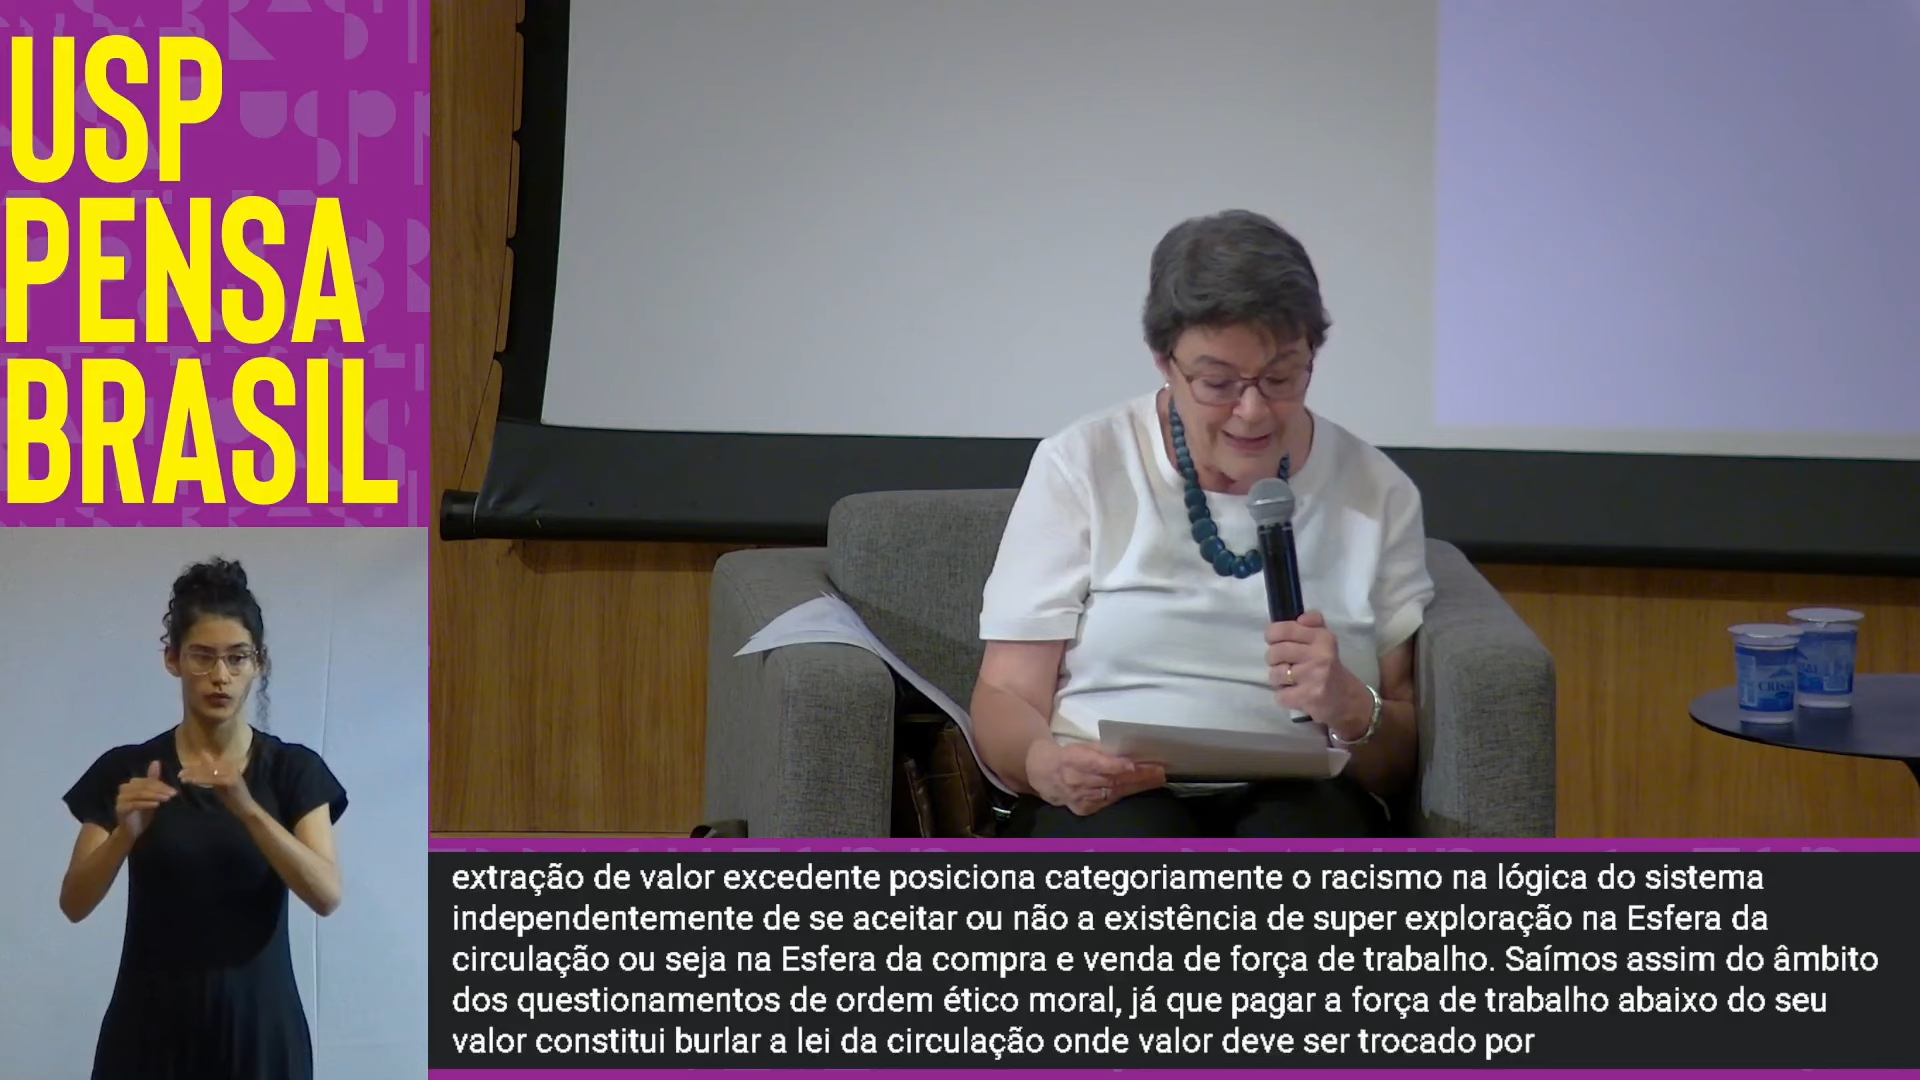 USP
PENSA
BRASIL
extração de valor excedente posiciona categoriamente o racismo na lógica do sistema
independentemente de se aceitar ou não a existência de super exploração na Esfera da
circulação ou seja na Esfera da compra e venda de força de trabalho. Saímos assim do âmbito
dos questionamentos de ordem ético moral, já que pagar a força de trabalho abaixo do seu
valor constitui burlar a lei da circulação onde valor deve ser trocado por